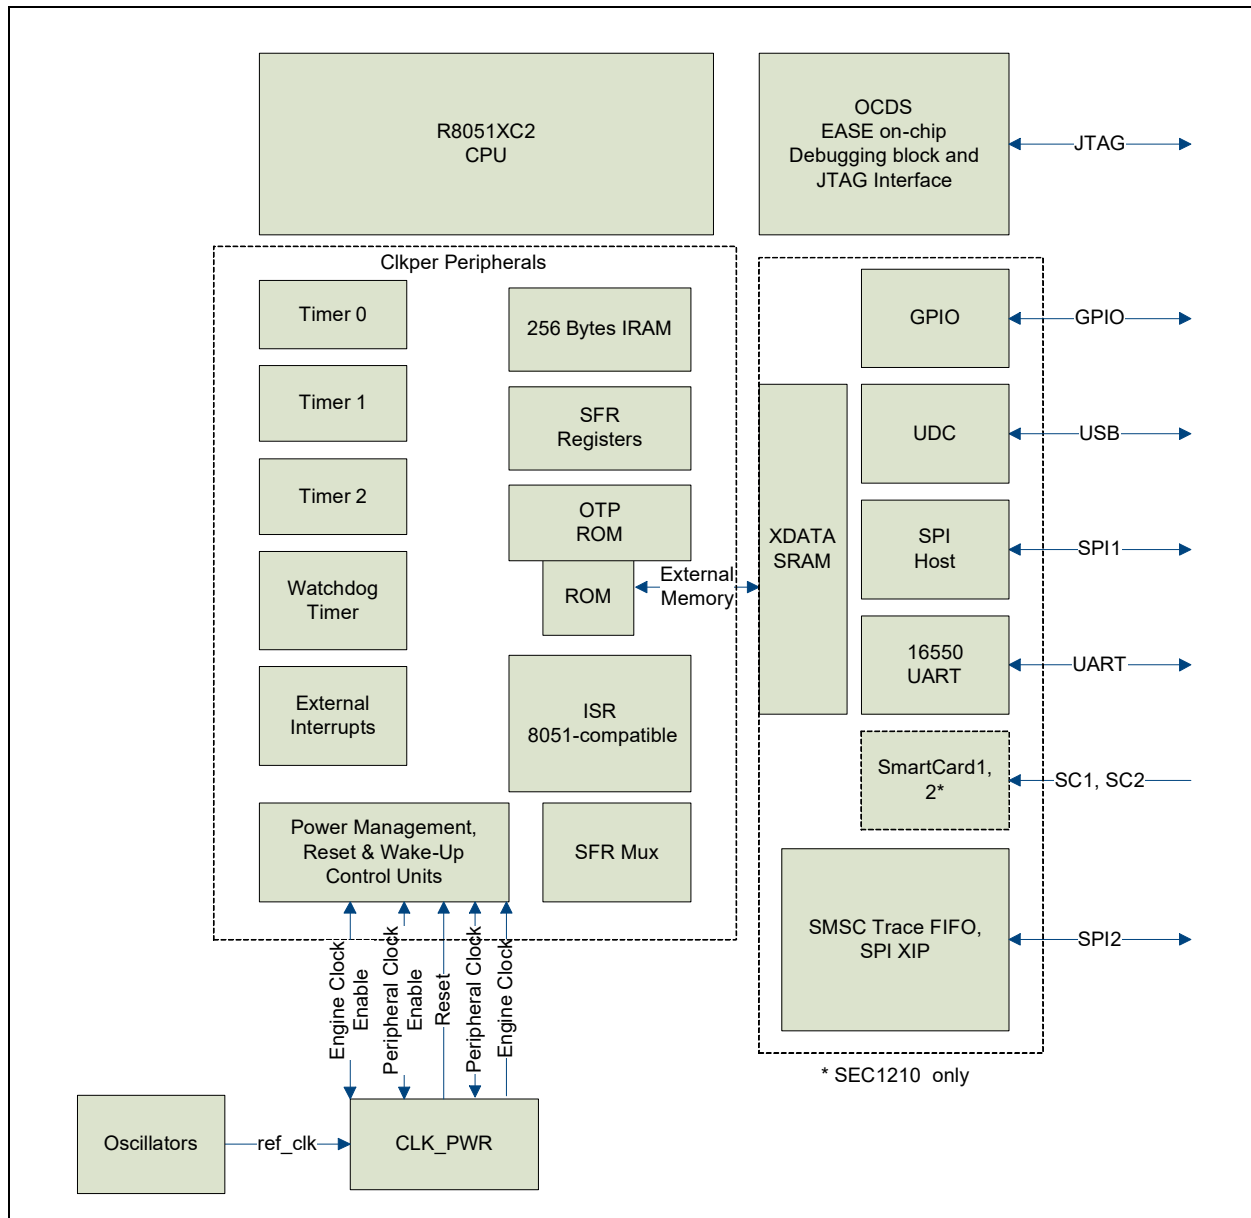 R8051XC2
CPU
OCDS
EASE on-chip
Debugging block and
JTAG Interface
JTAG
Clkper Peripherals
Timer 0
Timer 1
Timer 2
Watchdog
Timer
External
Interrupts
Power Management,
Reset & Wake-Up
Control Units
256 Bytes IRAM
SFR
Registers
OTP
ROM
ROM
External
Memory
ISR
8051-compatible
SFR Mux
XDATA
SRAM
GPIO
GPIO
UDC
USB
SPI
Host
SPI1
16550
UART
UART
SmartCard1,
2*
SC1, SC2
SMSC Trace FIFO,
SPI XIP
SPI2
* SEC1210 only
Engine Clock
Enable
Peripheral Clock
Enable
Reset
Peripheral Clock
Engine Clock
Oscillators
ref_clk
CLK_PWR